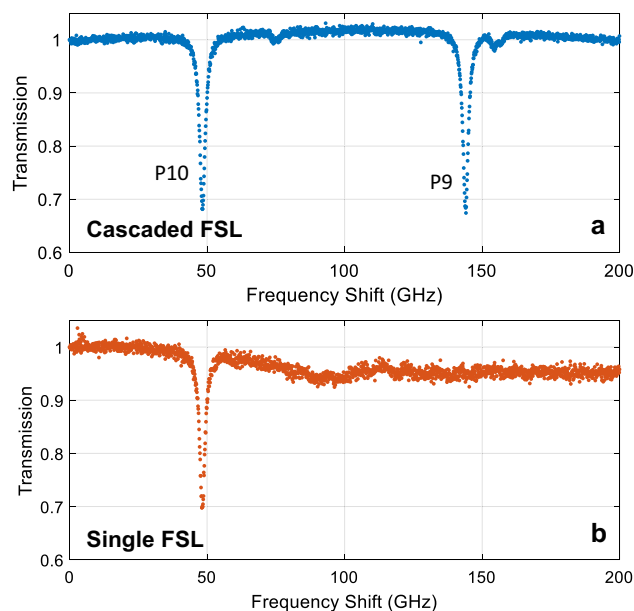 1
0.9
0.8
0.7
0.6
Transmission
P10
P9
Cascaded FSL
a
0
50
100
150
200
Frequency Shift (GHz)
1
0.9
0.8
0.7
0.6
Transmission
Single FSL
b
0
50
100
150
200
Frequency Shift (GHz)